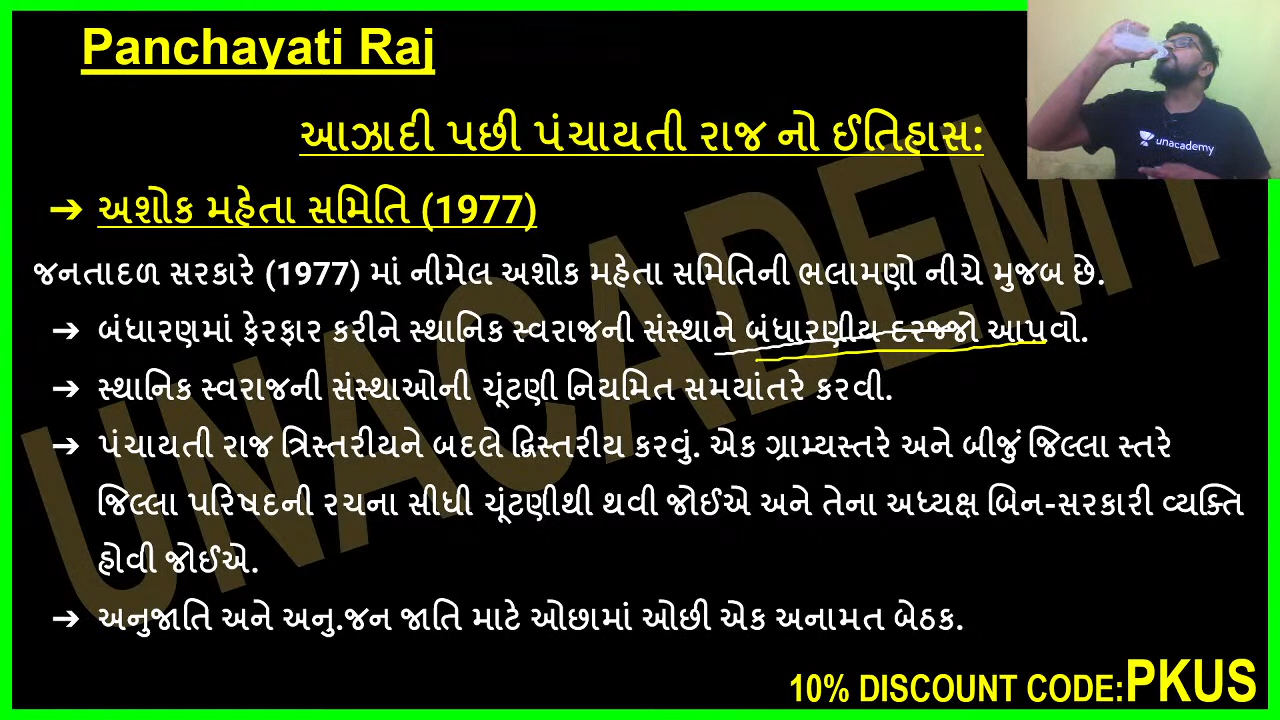 Panchayati Raj
unacademy
આઝાદી પછી પંચાયતી રાજ નો ઈતિહાસ:
➔ અશોક મહેતા સમિતિ (1977)
જનતાદળ સરકારે (1977) માં નીમેલ અશોક મહેતા સમિતિની ભલામણો નીચે મુજબ છે.
➔ બંધારણમાં ફેરફાર કરીને સ્થાનિક સ્વરાજની સંસ્થાને બંધારણીય દરજ્જો આપવો.
➔ સ્થાનિક સ્વરાજની સંસ્થાઓની ચૂંટણી નિયમિત સમયાંતરે કરવી.
➔ પંચાયતી રાજ ત્રિસ્તરીયને બદલે દ્વિસ્તરીય કરવું. એક ગ્રામ્યસ્તરે અને બીજું જિલ્લા સ્તરે
જિલ્લા પરિષદની રચના સીધી ચૂંટણીથી થવી જોઈએ અને તેના અધ્યક્ષ બિન-સરકારી વ્યક્તિ
હોવી જોઈએ.
➔ અનુજાતિ અને અનુ.જન જાતિ માટે ઓછામાં ઓછી એક અનામત બેઠક.
UNACADEMY
10% DISCOUNT CODE:PKUS